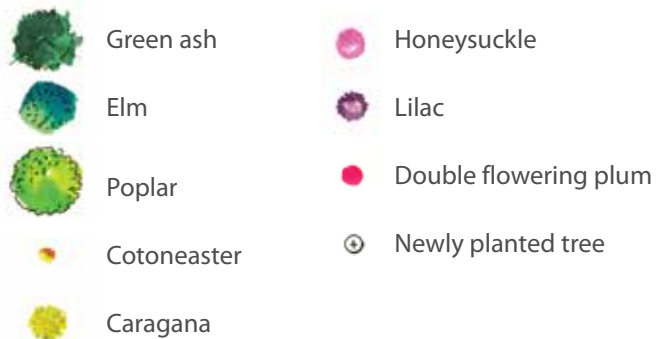 Green ash
Elm
Poplar
Cotoneaster
Caragana
Honeysuckle
Lilac
Double flowering plum
Newly planted tree